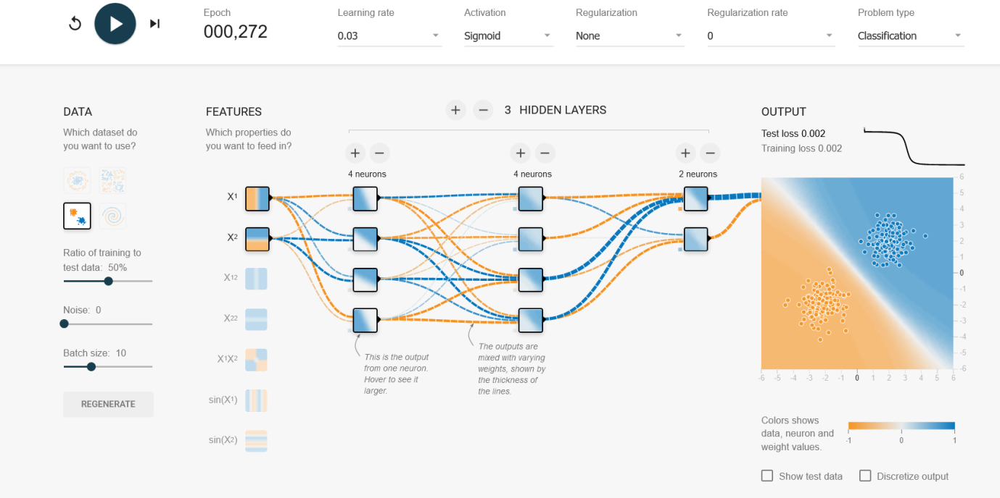 Epoch
000,272
Learning rate
0.03
Activation
Sigmoid
Regularization
None
Regularization rate
0
Problem type
Classification
DATA
Which dataset do
you want to use?
Ratio of training to
test data: 50%
Noise: 0
Batch size: 10
REGENERATE
FEATURES
Which properties do
you want to feed in?
X1
X2
X12
X22
X1X2
sin(X1)
sin(X2)
+ − 3 HIDDEN LAYERS
+ −
4 neurons
+ −
4 neurons
+ −
2 neurons
This is the output
from one neuron.
Hover to see it
larger.
The outputs are
mixed with varying
weights, shown by
the thickness of
the lines.
OUTPUT
Test loss 0.002
Training loss 0.002
6
5
4
3
2
1
0
-1
-2
-3
-4
-5
-6
-6 -5 -4 -3 -2 -1 0 1 2 3 4 5 6
Colors shows
data, neuron and
weight values.
-1 0 1
Show test data
Discretize output